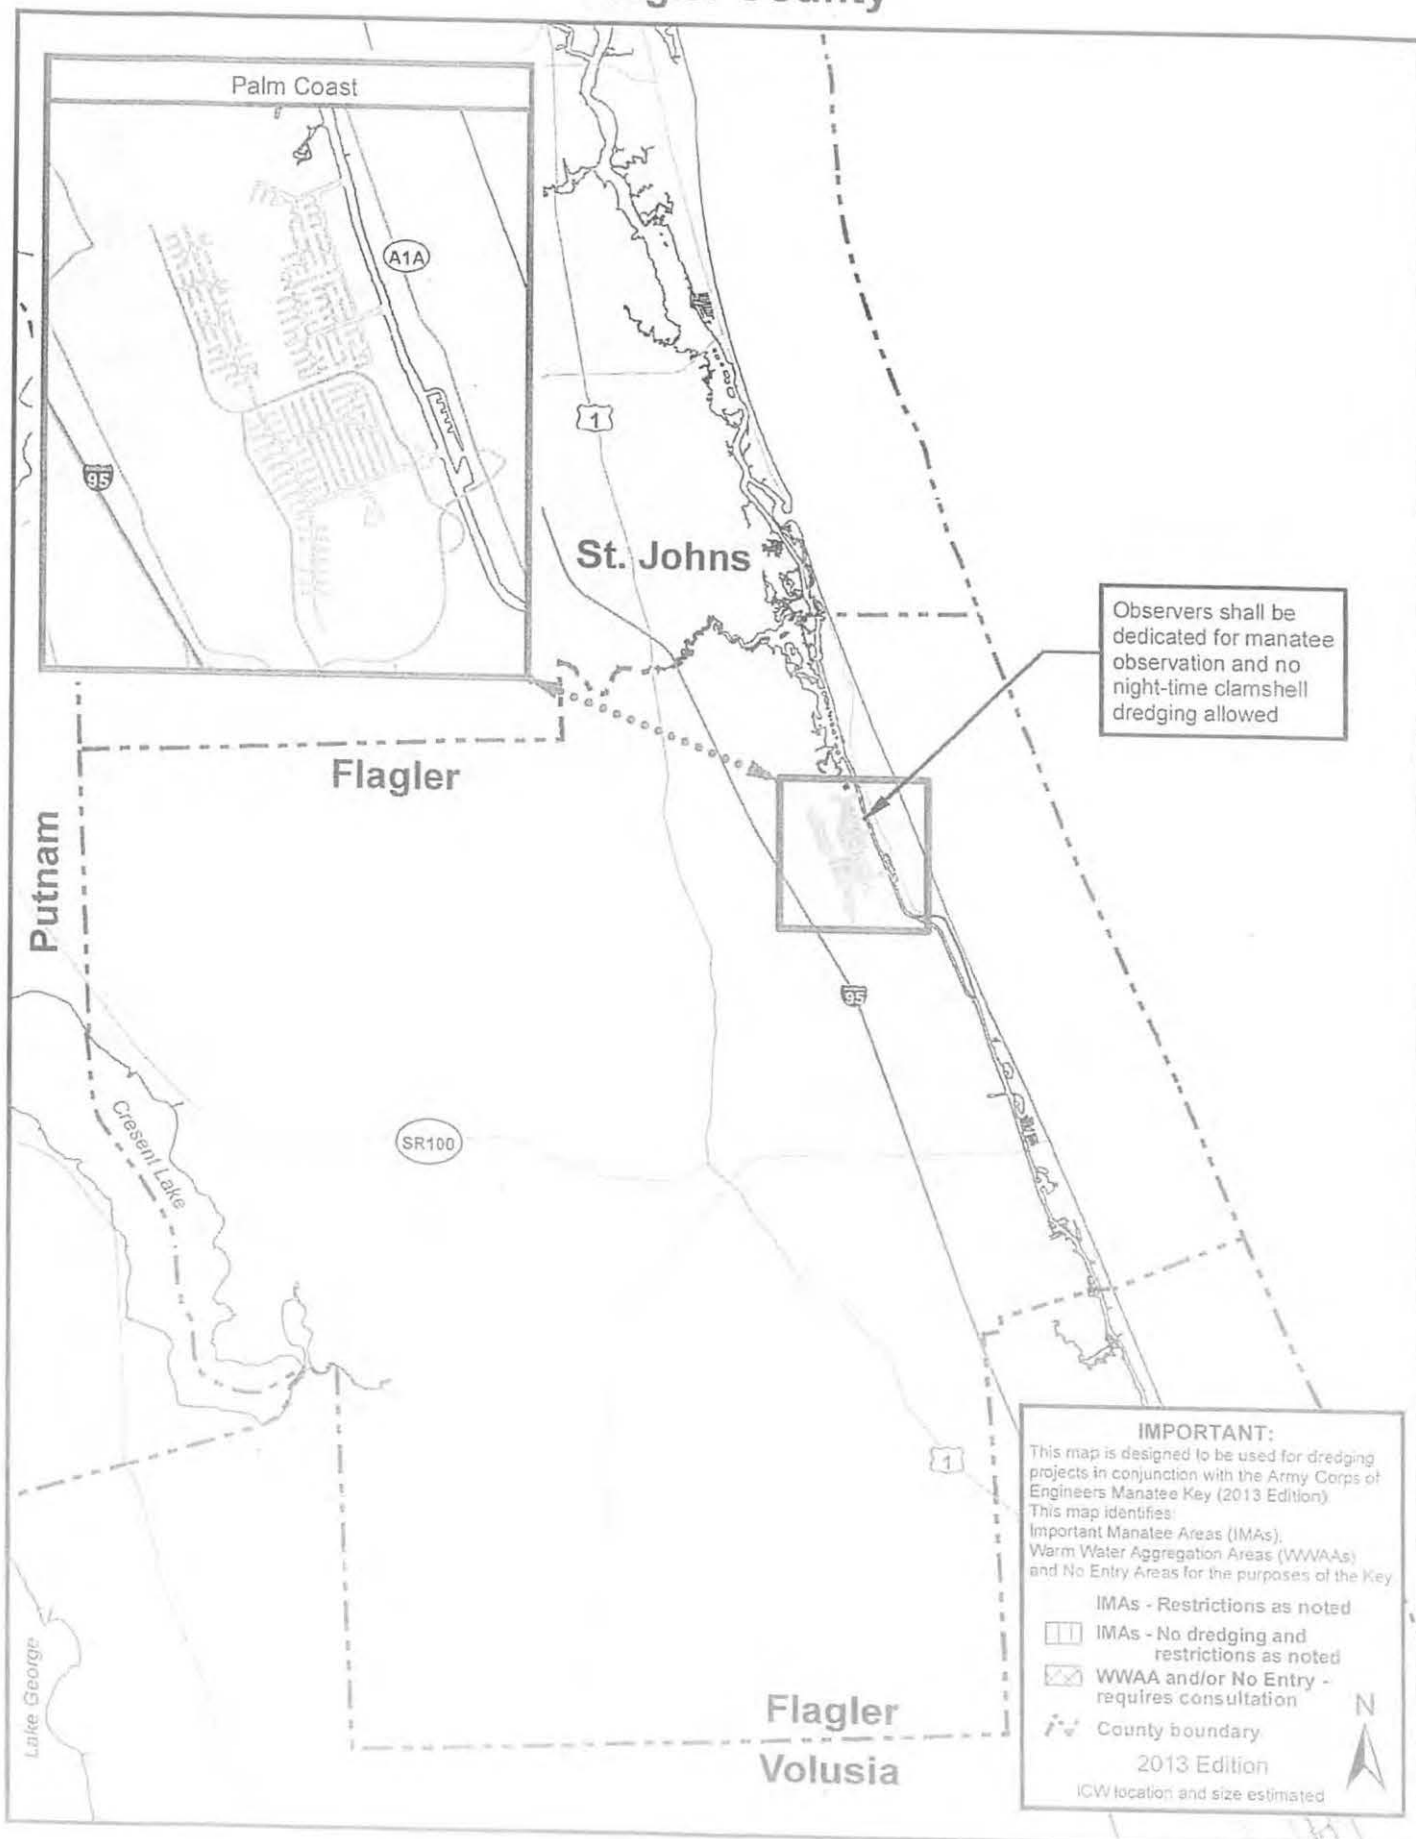 County
Palm Coast
A1A
95
1
St. Johns
Observers shall be
dedicated for manatee
observation and no
night-time clamshell
dredging allowed
Flagler
Putnam
95
Cresent Lake
SR100
1
Lake George
Flagler
Volusia
IMPORTANT:
This map is designed to be used for dredging
projects in conjunction with the Army Corps of
Engineers Manatee Key (2013 Edition)
This map identifies
Important Manatee Areas (IMAs),
Warm Water Aggregation Areas (WWAAs)
and No Entry Areas for the purposes of the Key
IMAs - Restrictions as noted
IMAs - No dredging and
restrictions as noted
WWAA and/or No Entry -
requires consultation
County boundary
N
2013 Edition
ICW location and size estimated